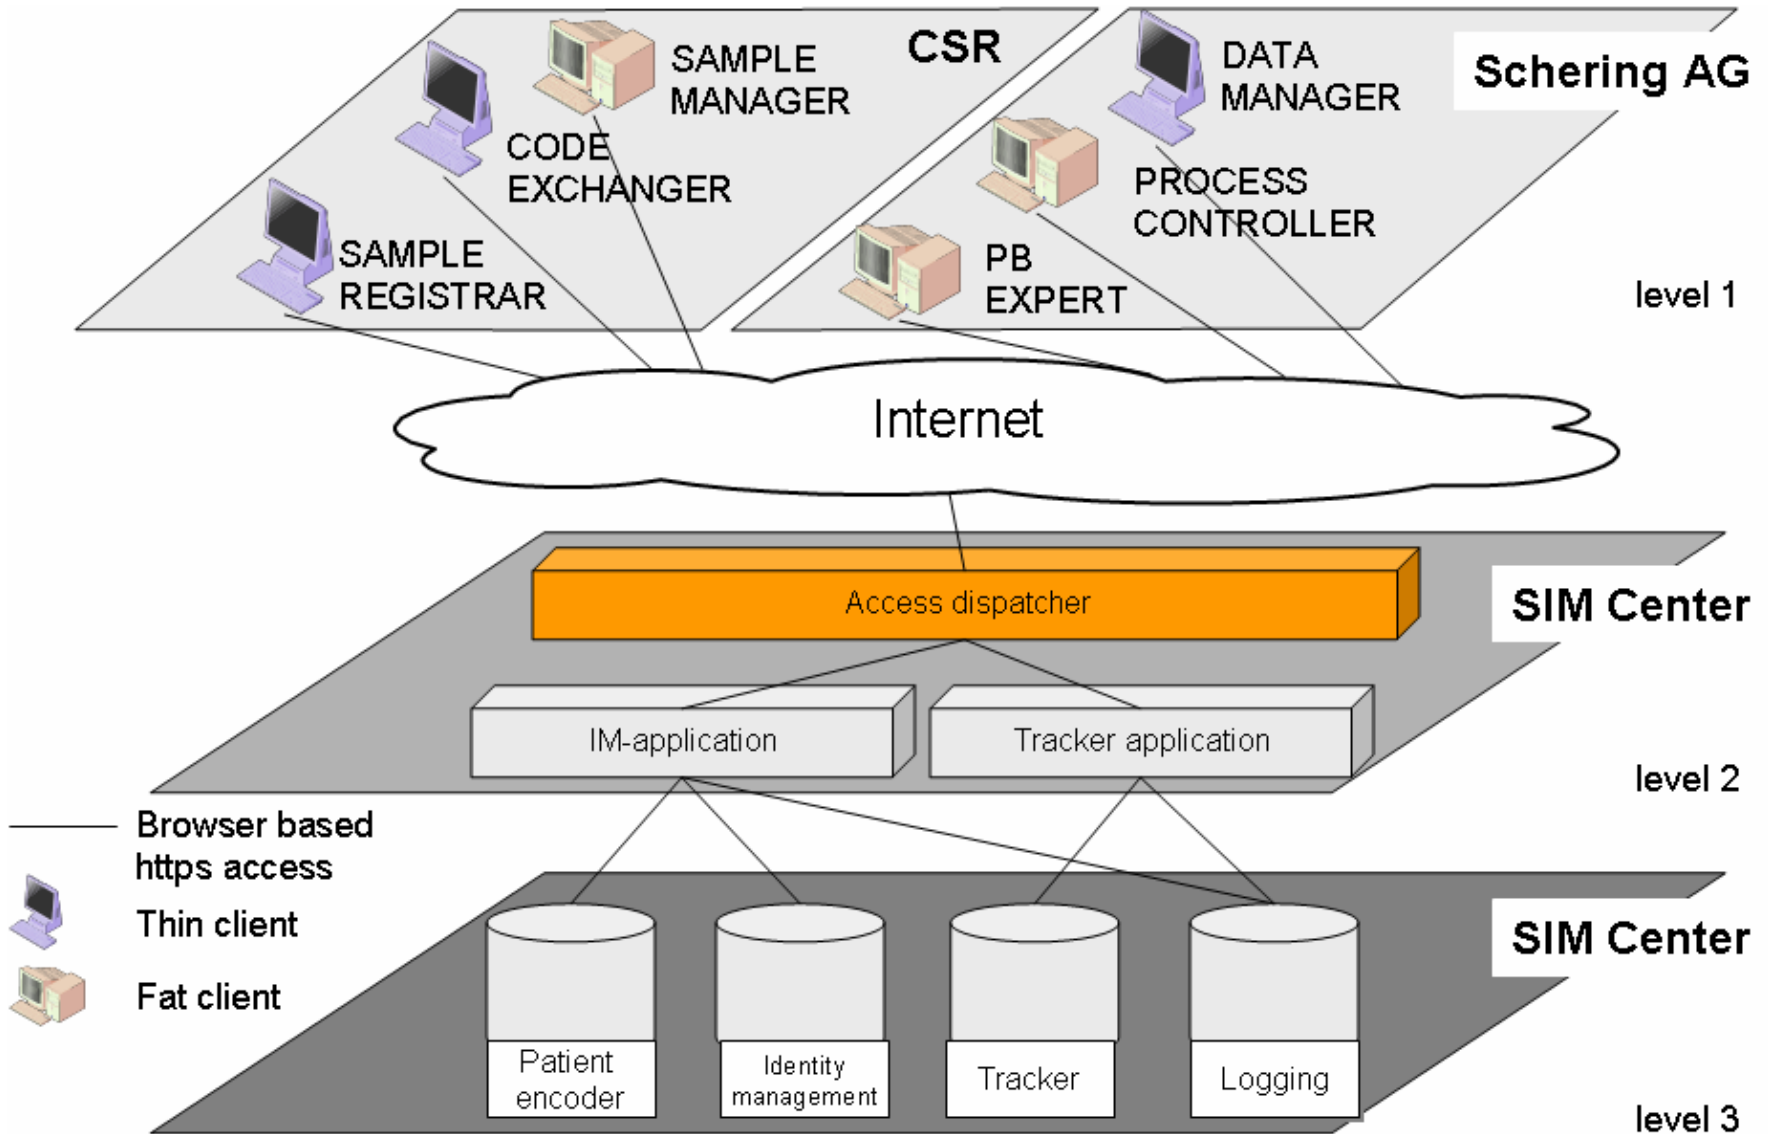 CSR
SAMPLE
MANAGER
CODE
EXCHANGER
SAMPLE
REGISTRAR
Schering AG
DATA
MANAGER
PROCESS
CONTROLLER
PB
EXPERT
level 1
Internet
SIM Center
Access dispatcher
IM-application
Tracker application
level 2
Browser based
https access
Thin client
Fat client
SIM Center
Patient
encoder
Identity
management
Tracker
Logging
level 3